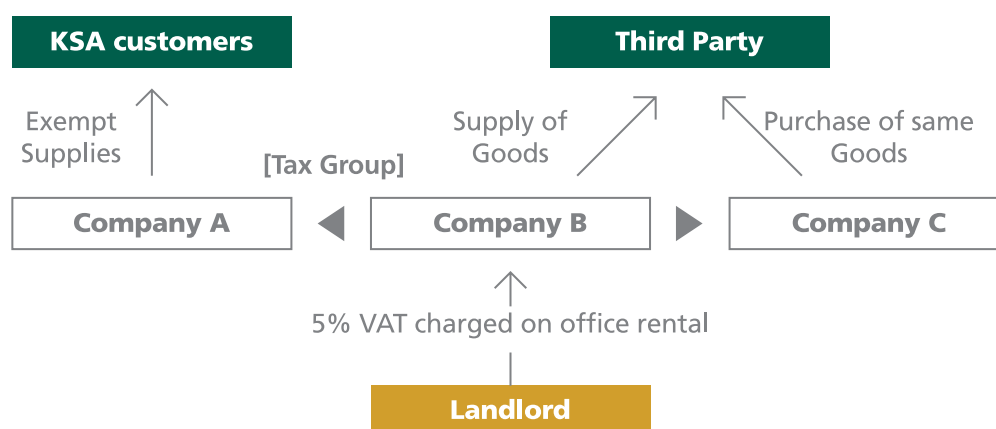 KSA customers
Third Party
Exempt
Supplies
Supply of
Goods
Purchase of same
Goods
[Tax Group]
Company A
Company B
Company C
5% VAT charged on office rental
Landlord